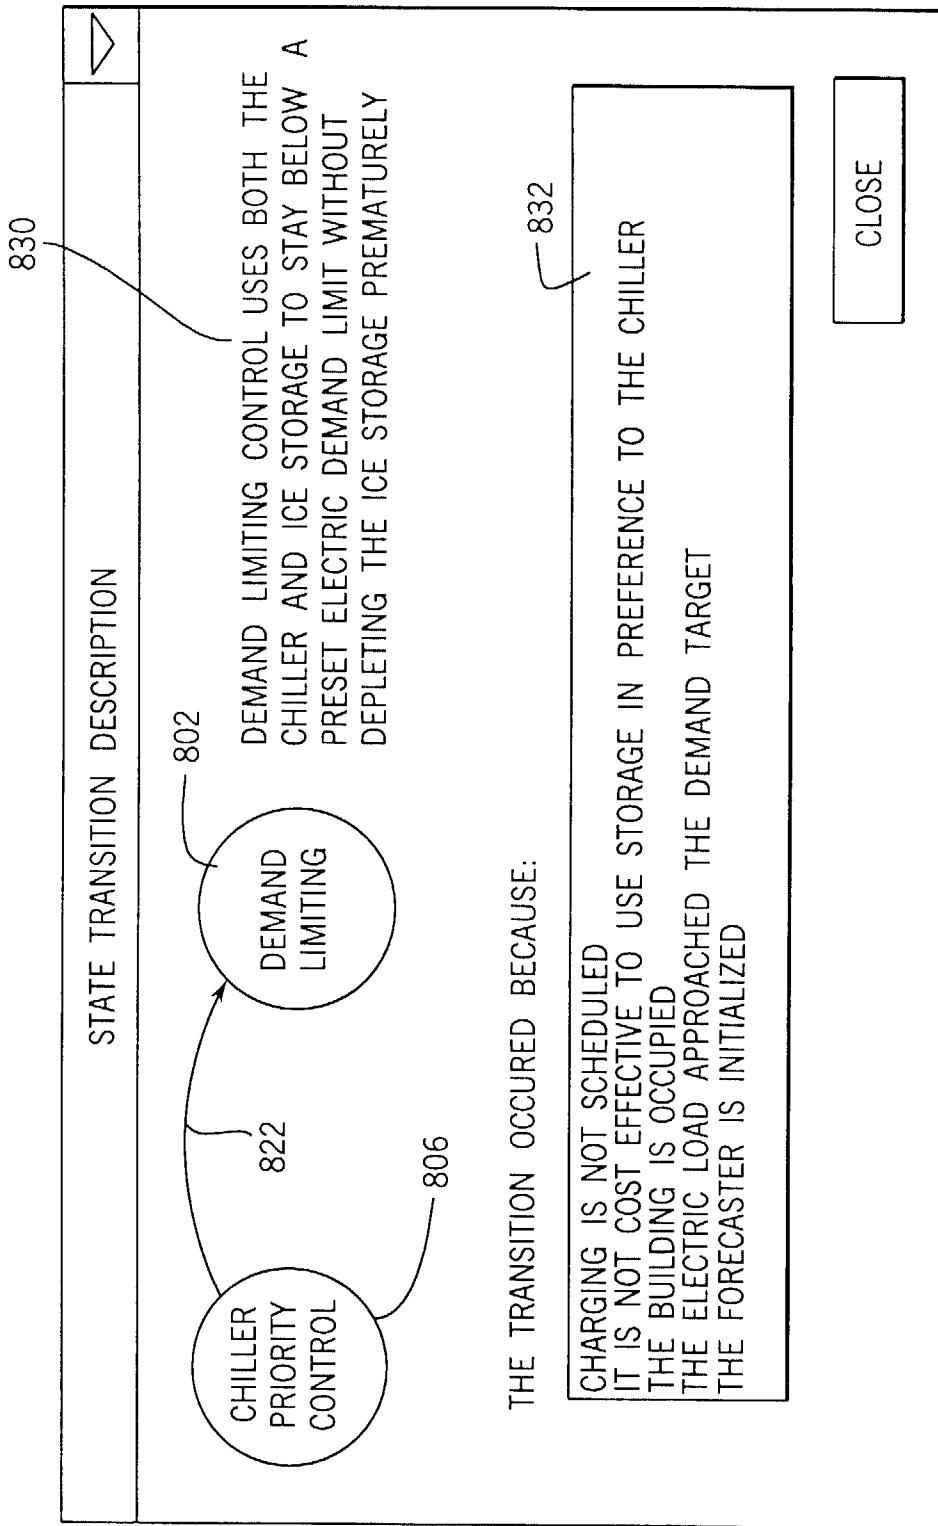 STATE TRANSITION DESCRIPTION
830
802
DEMAND LIMITING CONTROL USES BOTH THE
CHILLER AND ICE STORAGE TO STAY BELOW A
PRESET ELECTRIC DEMAND LIMIT WITHOUT
DEPLETING THE ICE STORAGE PREMATURELY
CHILLER
PRIORITY
CONTROL
822
DEMAND
LIMITING
806
THE TRANSITION OCCURED BECAUSE:
832
CHARGING IS NOT SCHEDULED
IT IS NOT COST EFFECTIVE TO USE STORAGE IN PREFERENCE TO THE CHILLER
THE BUILDING IS OCCUPIED
THE ELECTRIC LOAD APPROACHED THE DEMAND TARGET
THE FORECASTER IS INITIALIZED
CLOSE